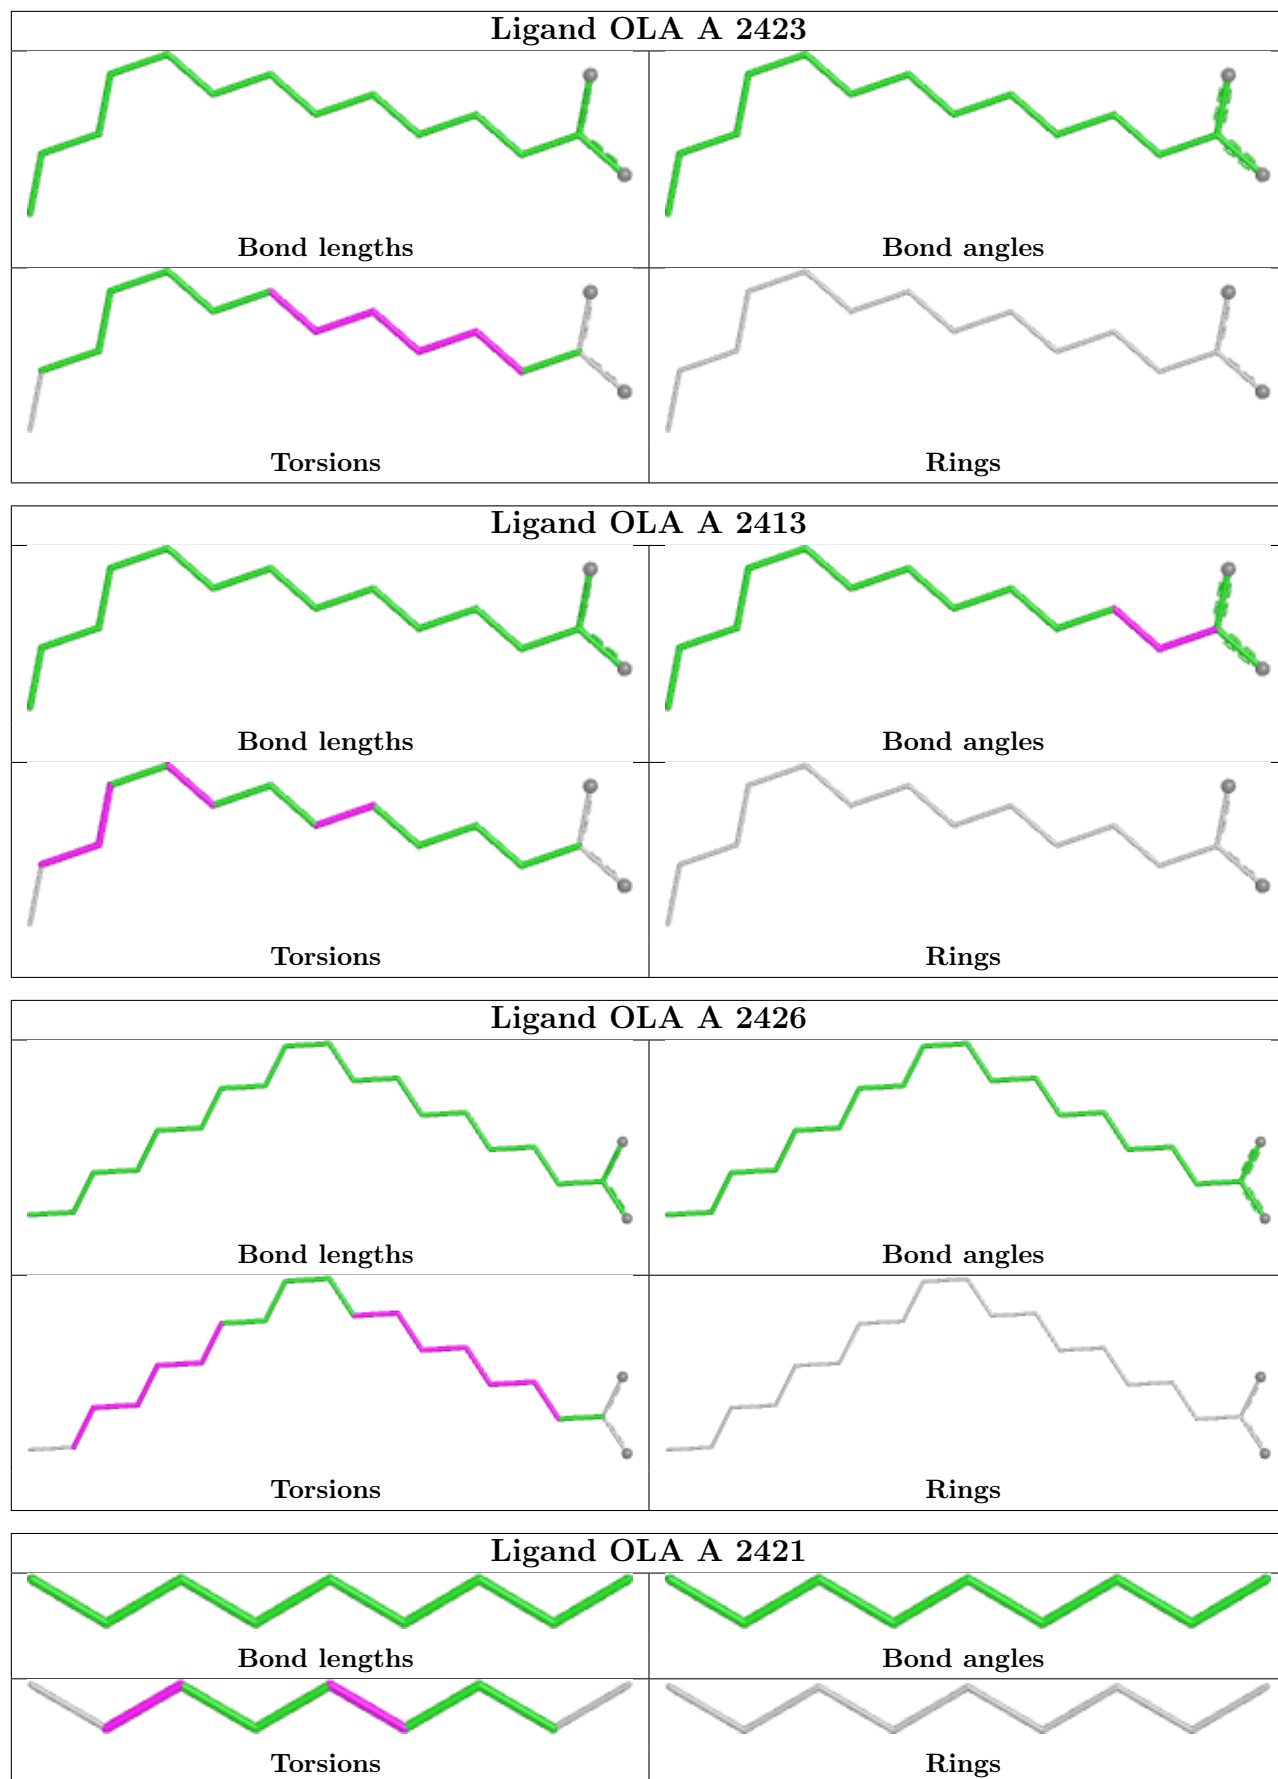 Ligand OLA A 2423
Bond lengths
Bond angles
Torsions
Rings
Ligand OLA A 2413
Bond lengths
Bond angles
Torsions
Rings
Ligand OLA A 2426
Bond lengths
Bond angles
Torsions
Rings
Ligand OLA A 2421
Bond lengths
Bond angles
Torsions
Rings